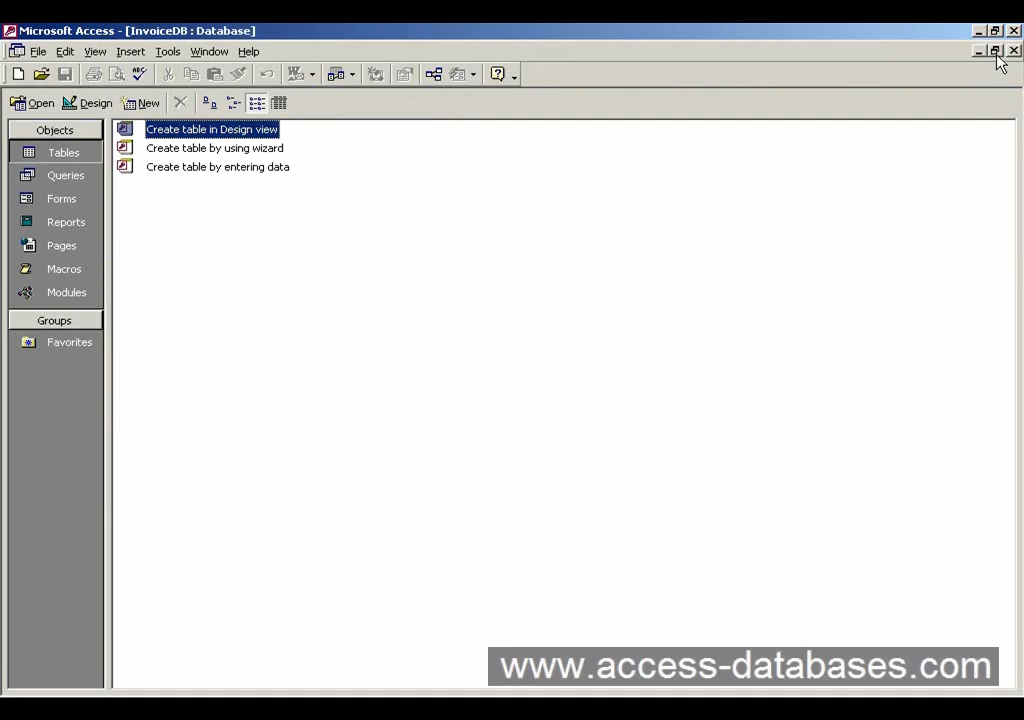 Microsoft Access - [InvoiceDB : Database]
File Edit View Insert Tools Window Help
Open Design New
Objects
Tables
Queries
Forms
Reports
Pages
Macros
Modules
Groups
Favorites
Create table in Design view
Create table by using wizard
Create table by entering data
www.access-databases.com